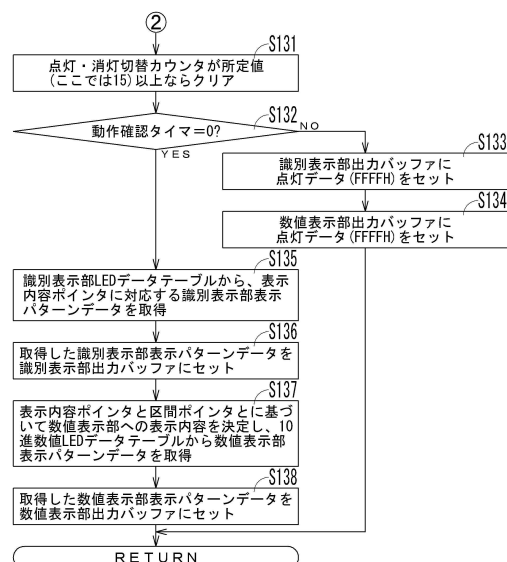 ②
S131
点灯・消灯切替カウンタが所定値
(ここでは15)以上ならクリア
S132
動作確認タイマ=0?
NO
YES
S133
識別表示部出力バッファに
点灯データ(FFFFH)をセット
S134
数値表示部出力バッファに
点灯データ(FFFFH)をセット
S135
識別表示部LEDデータテーブルから、表示
内容ポインタに対応する識別表示部表示
パターンデータを取得
S136
取得した識別表示部表示パターンデータを
識別表示部出力バッファにセット
S137
表示内容ポインタと区間ポインタとに基づ
いて数値表示部への表示内容を決定し、10
進数値LEDデータテーブルから数値表示部
表示パターンデータを取得
S138
取得した数値表示部表示パターンデータを
数値表示部出力バッファにセット
RETURN